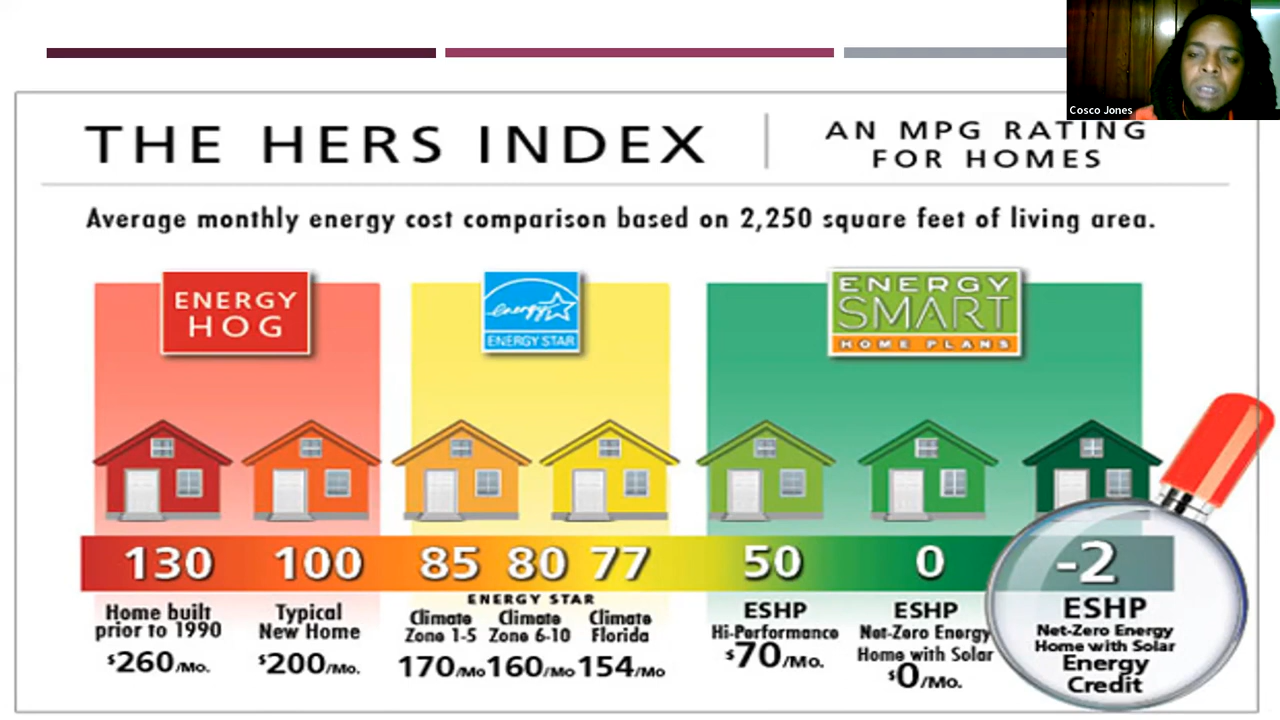 Cosco Jones
THE HERS INDEX
AN MPG RATING
FOR HOMES
Average monthly energy cost comparison based on 2,250 square feet of living area.
ENERGY
HOG
energy
ENERGY STAR
ENERGY
SMART
HOME PLANS
130
100
85
80
77
50
0
-2
Home built
prior to 1990
$260/Mo.
Typical
New Home
$200/Mo.
ENERGY STAR
Climate
Zone 1-5
170/Mo
Climate
Zone 6-10
160/Mo
Climate
Florida
154/Mo
ESHP
Hi-Performance
$70/Mo.
ESHP
Net-Zero Energy
Home with Solar
$0/Mo.
ESHP
Net-Zero Energy
Home with Solar
Energy
Credit